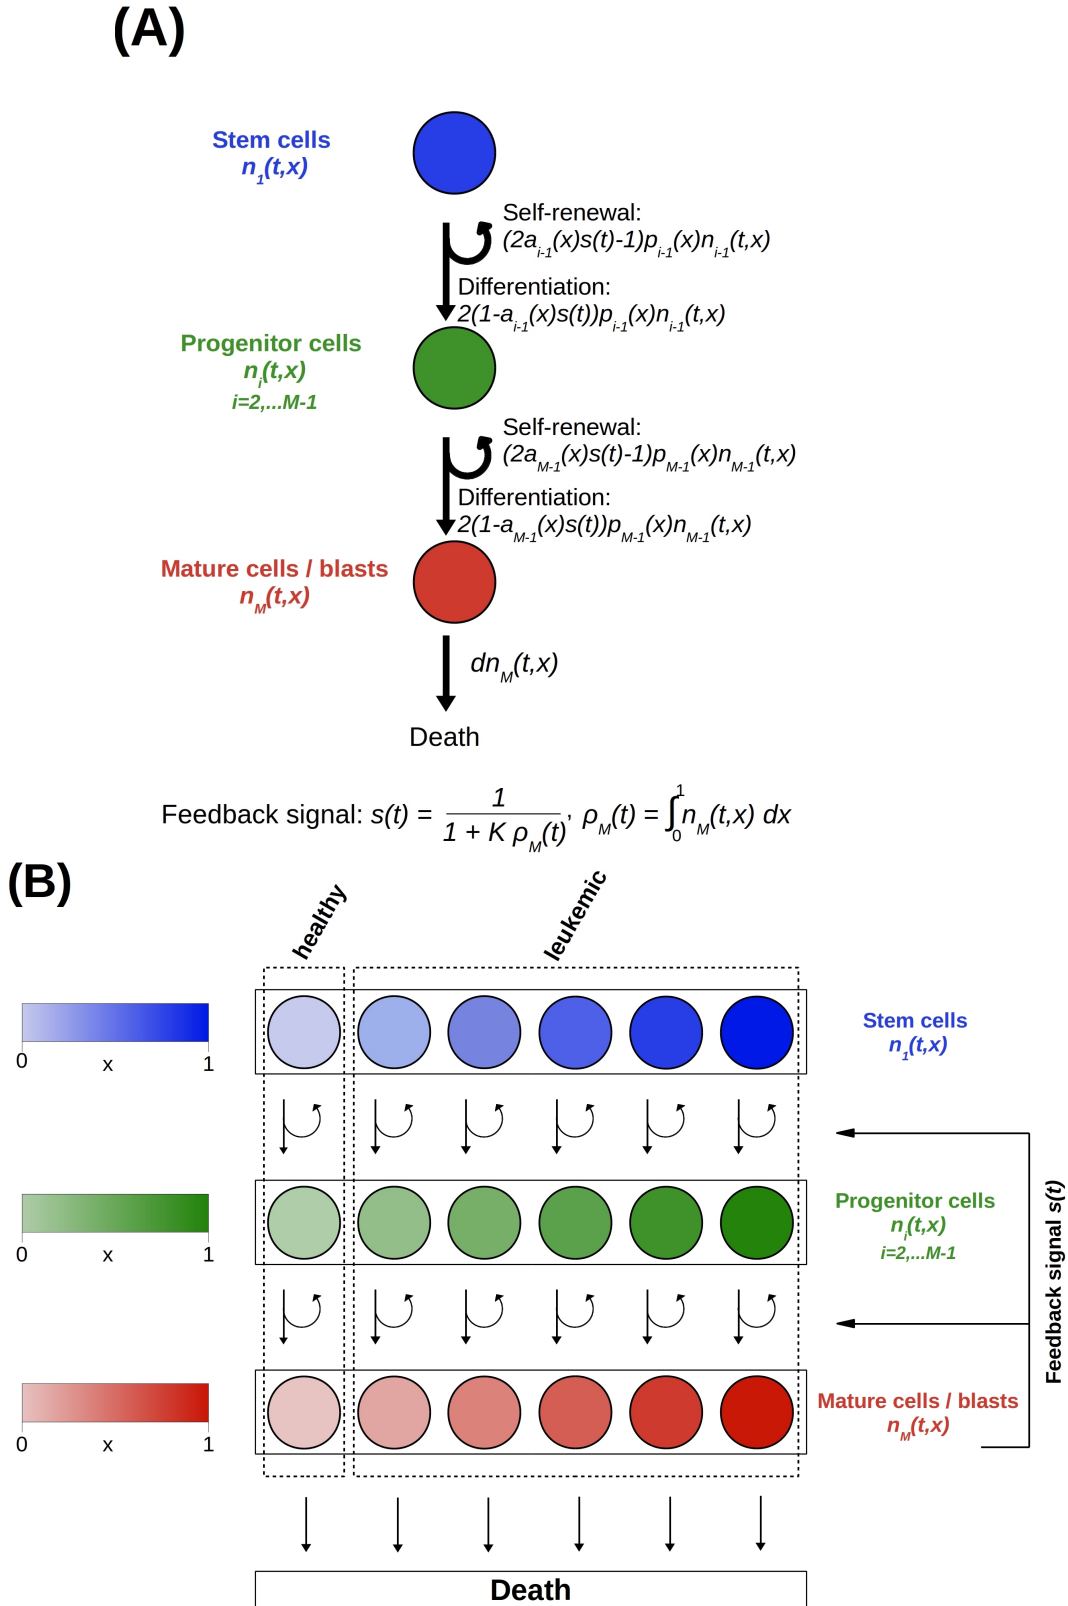 (A)
Stem cells
n1(t,x)
Self-renewal:
(2ai-1(x)s(t)-1)pi-1(x)ni-1(t,x)
Differentiation:
2(1-ai-1(x)s(t))pi-1(x)ni-1(t,x)
Progenitor cells
ni(t,x)
i=2,...M-1
Self-renewal:
(2aM-1(x)s(t)-1)pM-1(x)nM-1(t,x)
Differentiation:
2(1-aM-1(x)s(t))pM-1(x)nM-1(t,x)
Mature cells / blasts
nM(t,x)
dnM(t,x)
Death
Feedback signal: s(t) = 1 / 1 + K ρM(t), ρM(t) = ∫01 nM(t,x) dx
(B)
healthy
leukemic
0 x 1
Stem cells
n1(t,x)
0 x 1
Progenitor cells
ni(t,x)
i=2,...M-1
Feedback signal s(t)
0 x 1
Mature cells / blasts
nM(t,x)
Death